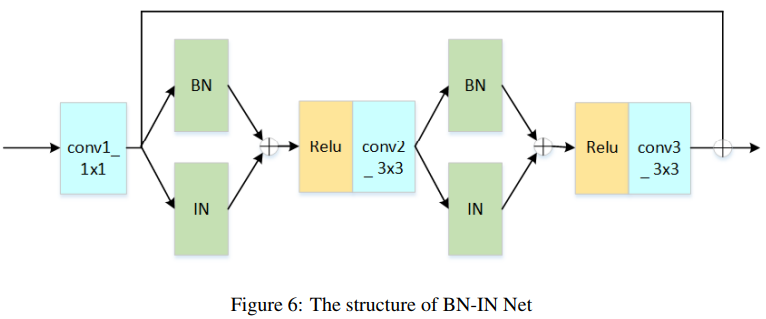 BN
BN
conv1_
1x1
Relu
conv2
_ 3x3
Relu
conv3
_ 3x3
IN
IN
Figure 6: The structure of BN-IN Net